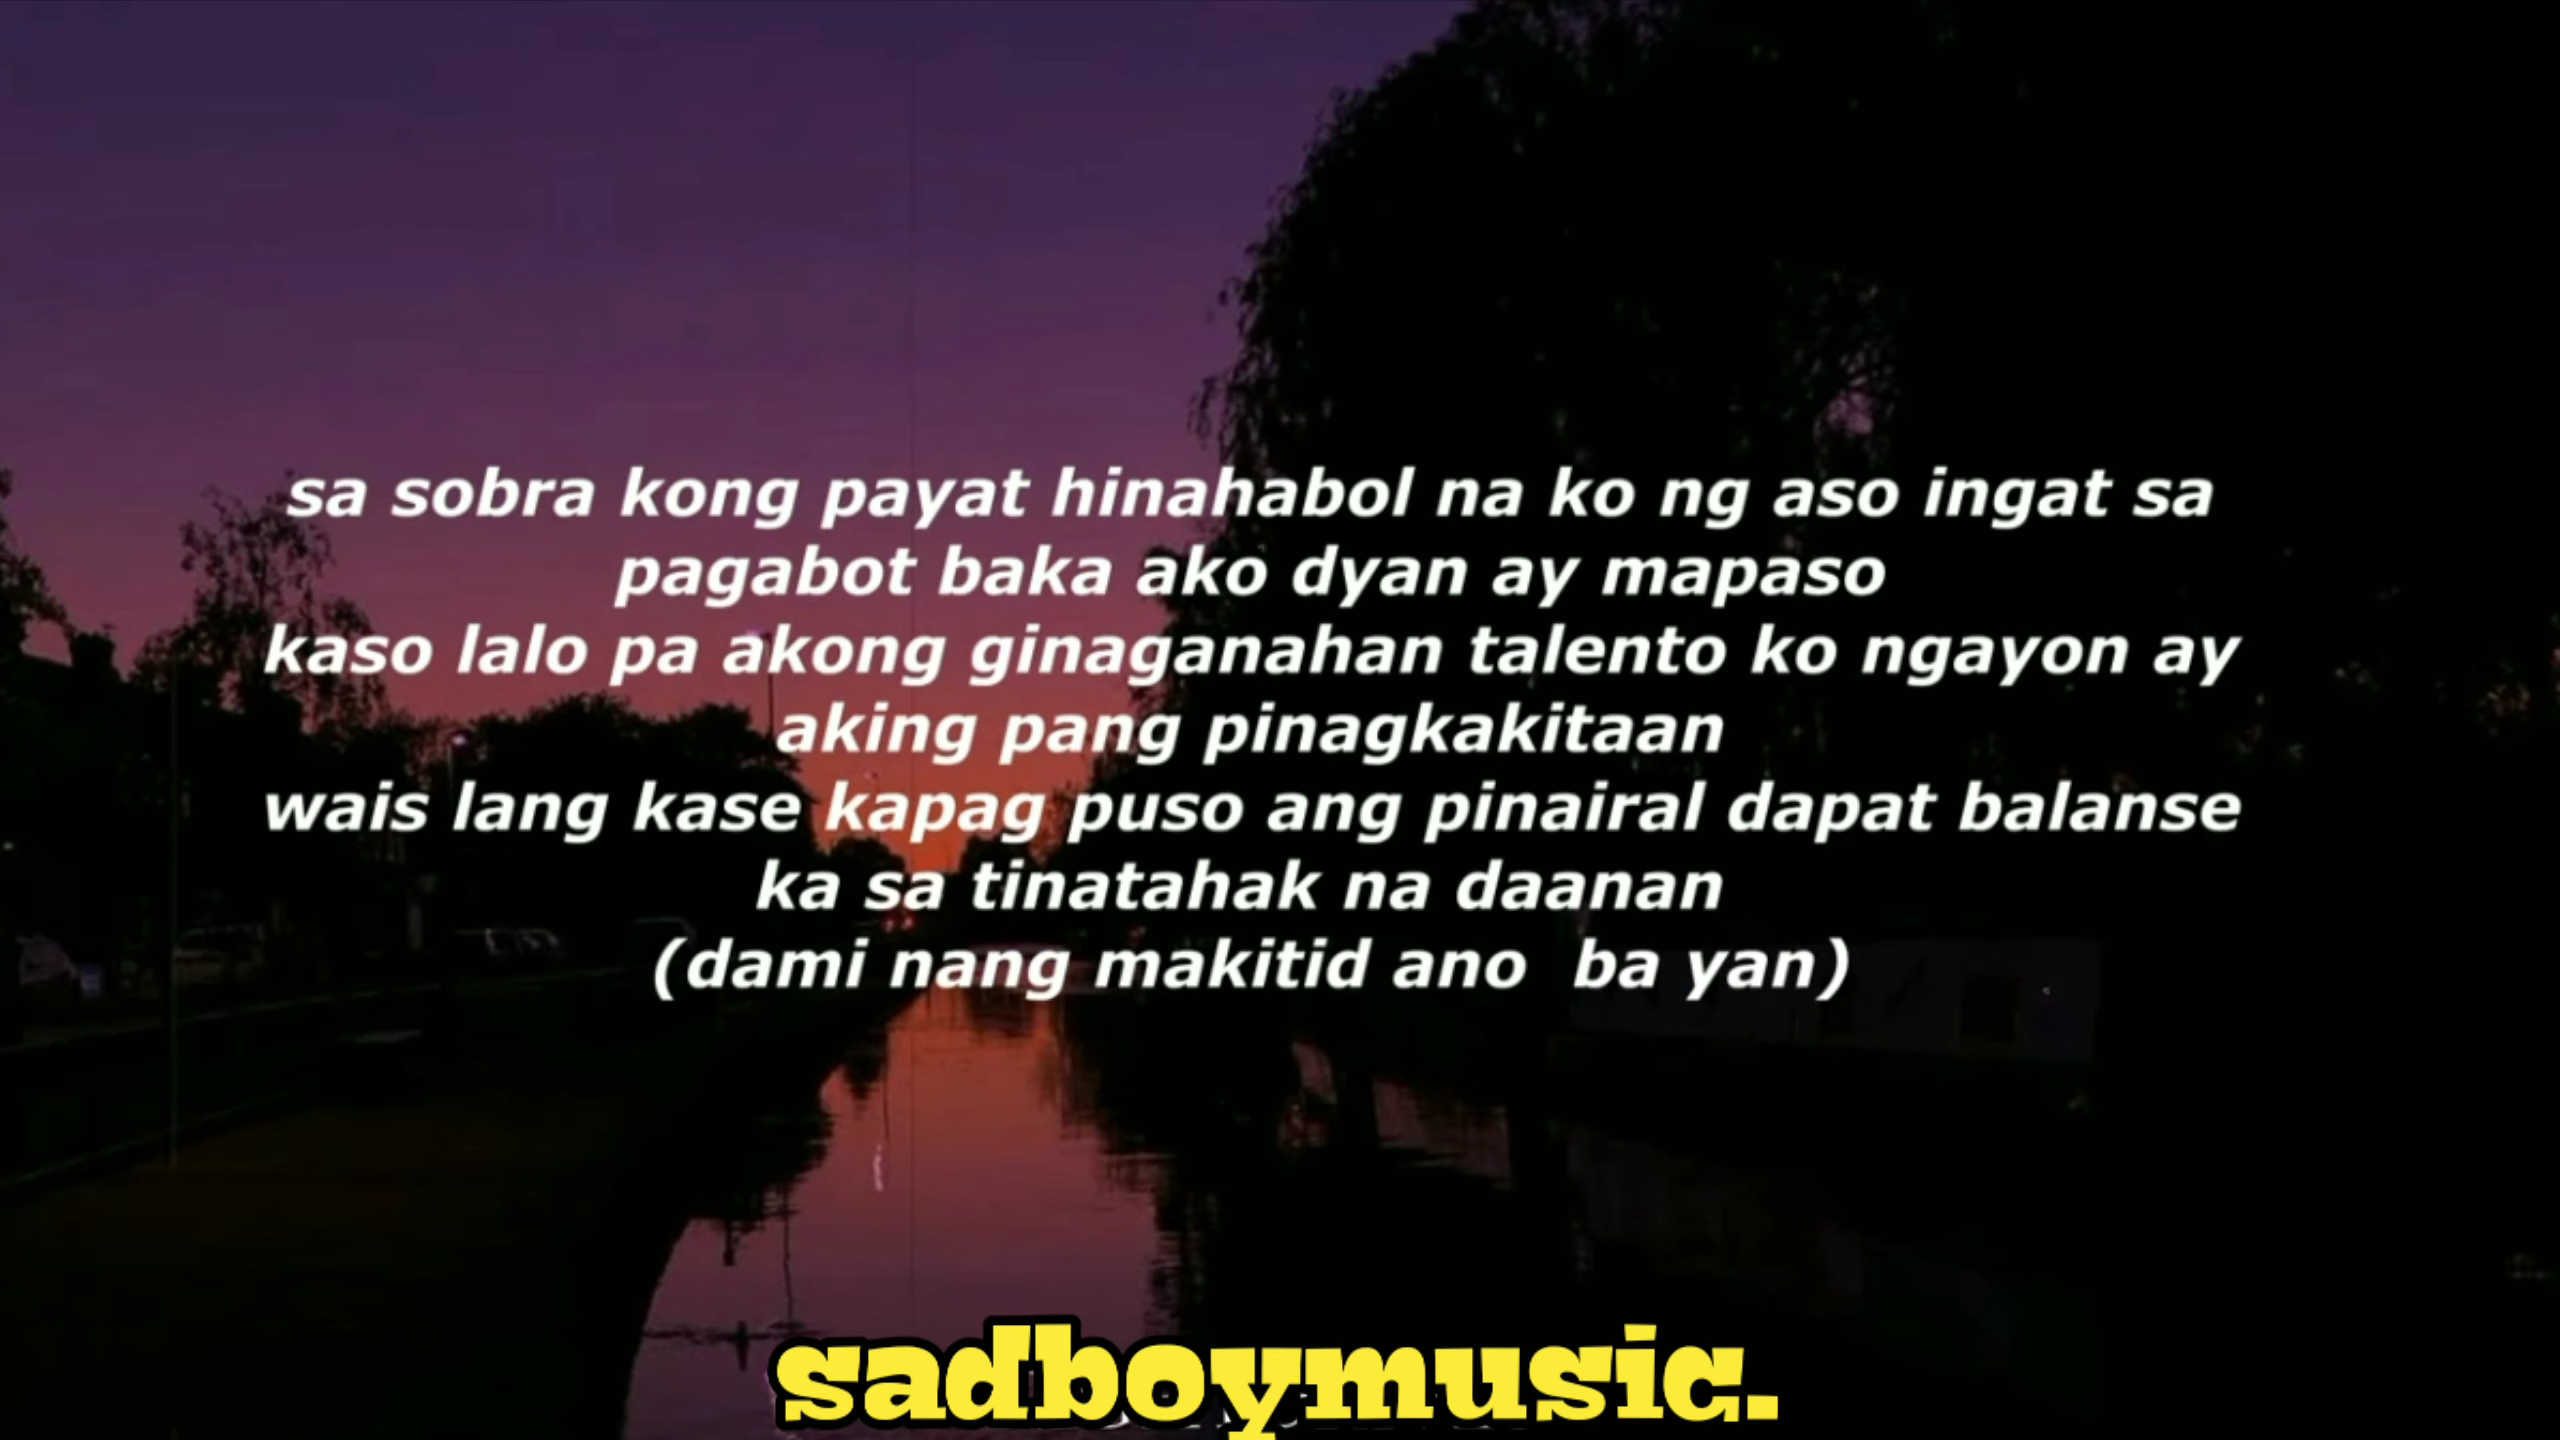 sa sobra kong payat hinahabol na ko ng aso ingat sa
pagabot baka ako dyan ay mapaso
kaso lalo pa akong ginaganahan talento ko ngayon ay
aking pang pinagkakitaan
wais lang kase kapag puso ang pinairal dapat balanse
ka sa tinatahak na daanan
(dami nang makitid ano  ba yan)
sadboymusic.